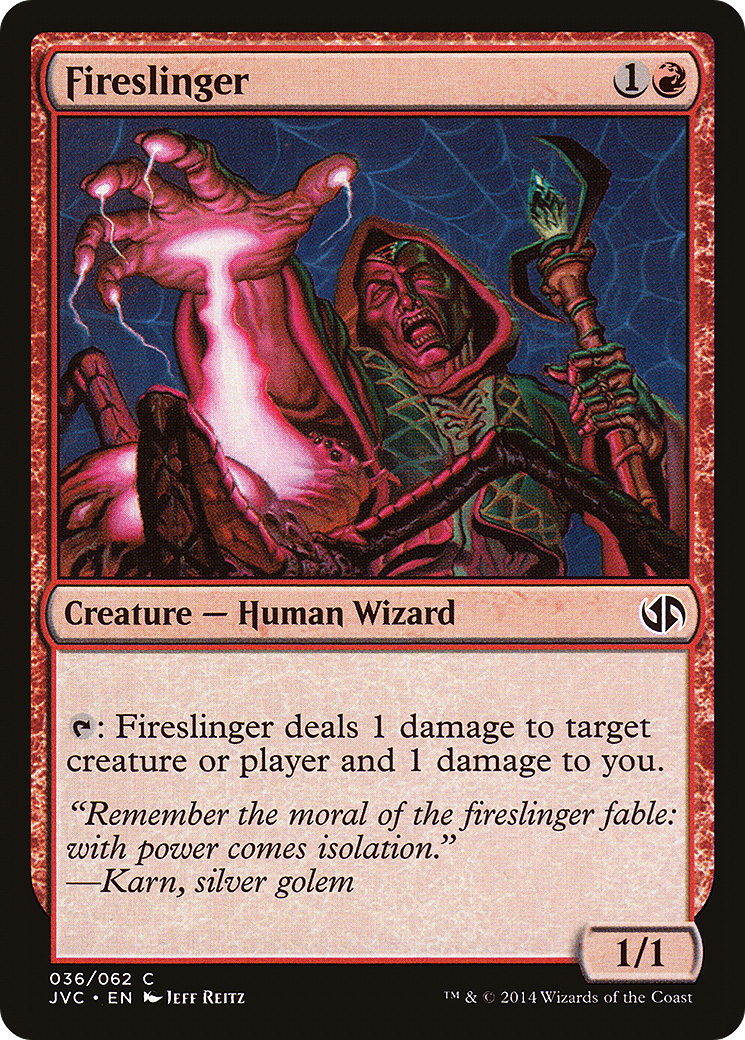 Fireslinger 1
Creature — Human Wizard
: Fireslinger deals 1 damage to target
creature or player and 1 damage to you.
“Remember the moral of the fireslinger fable:
with power comes isolation.”
—Karn, silver golem
1/1
036/062 C
JVC • EN Jeff Reitz
™ & © 2014 Wizards of the Coast